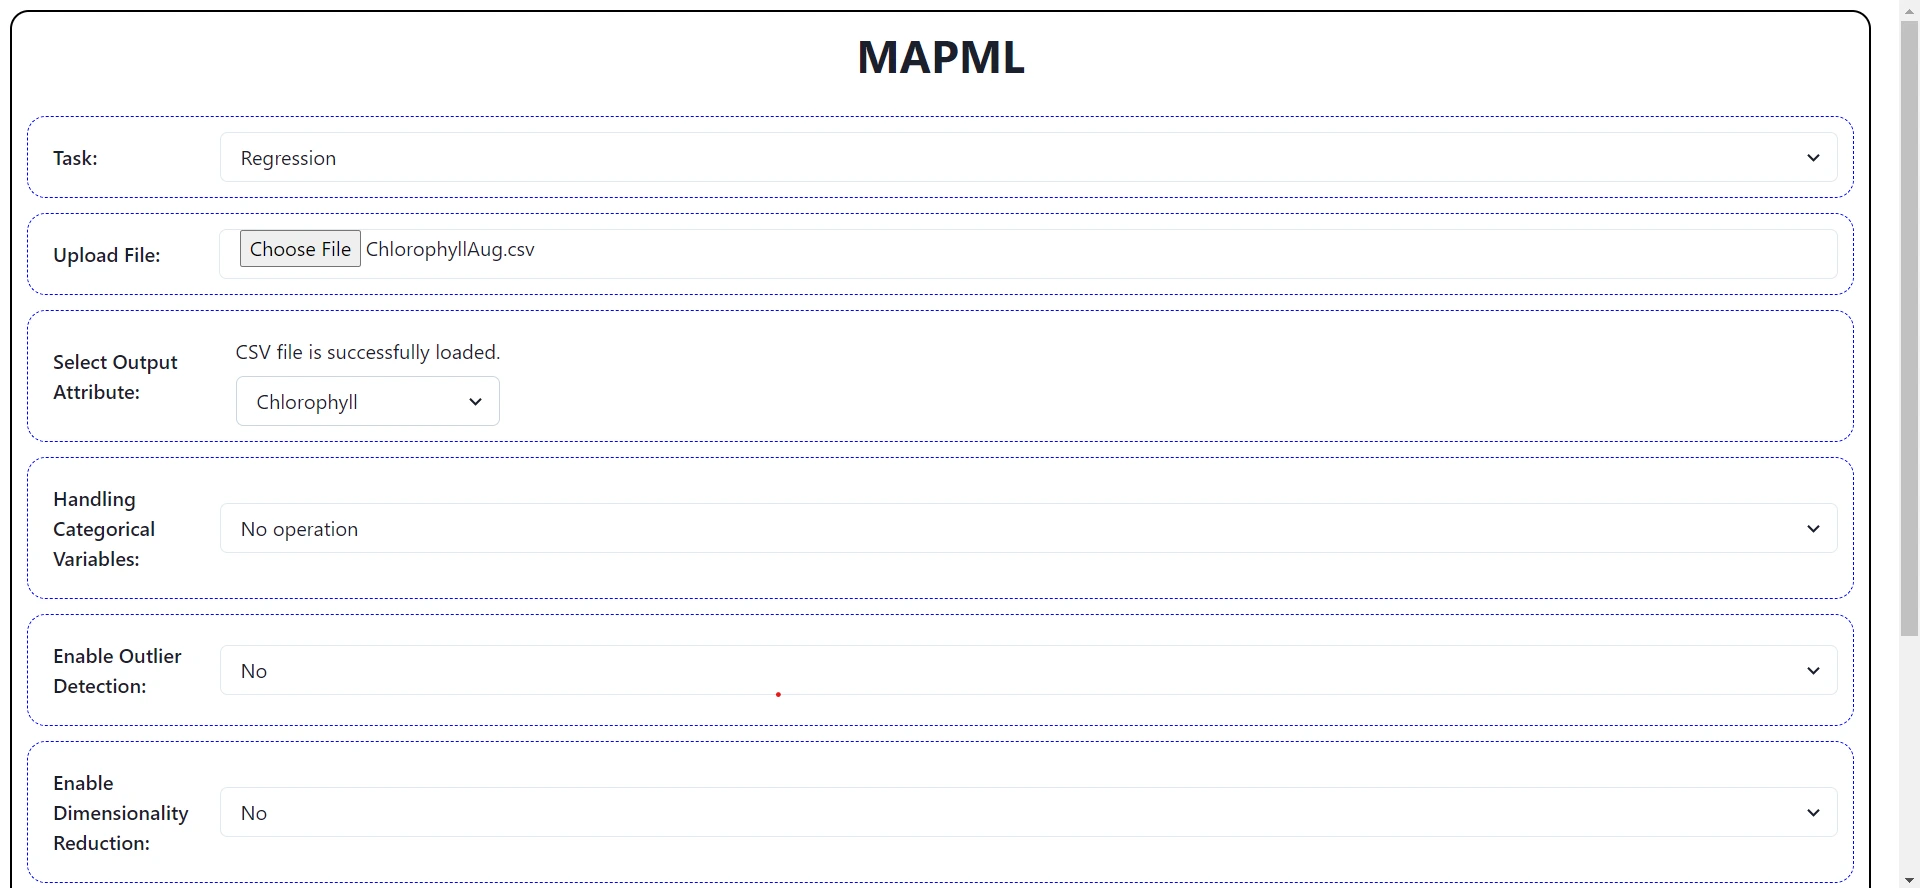 MAPML
Task:
Regression
Upload File:
Choose File ChlorophyllAug.csv
Select Output
Attribute:
CSV file is successfully loaded.
Chlorophyll
Handling
Categorical
Variables:
No operation
Enable Outlier
Detection:
No
Enable
Dimensionality
Reduction:
No